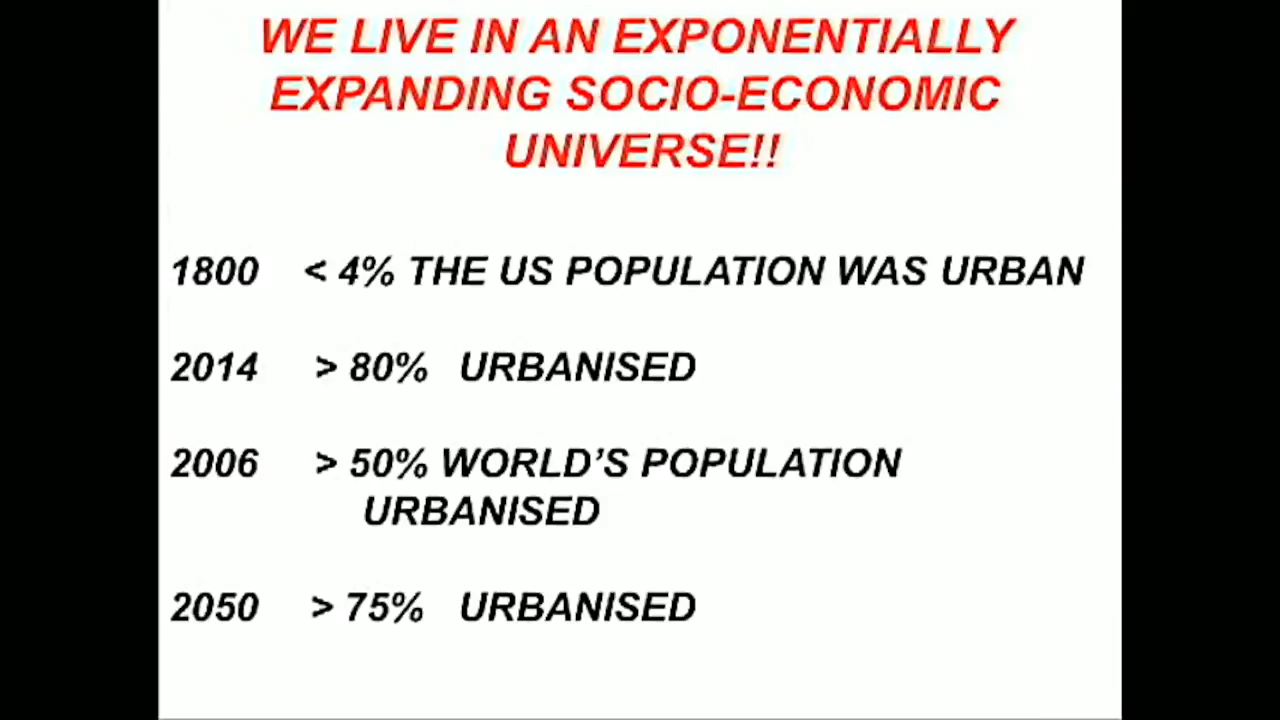 WE LIVE IN AN EXPONENTIALLY
EXPANDING SOCIO-ECONOMIC
UNIVERSE!!
1800 < 4% THE US POPULATION WAS URBAN
2014 > 80% URBANISED
2006 > 50% WORLD’S POPULATION
URBANISED
2050 > 75% URBANISED